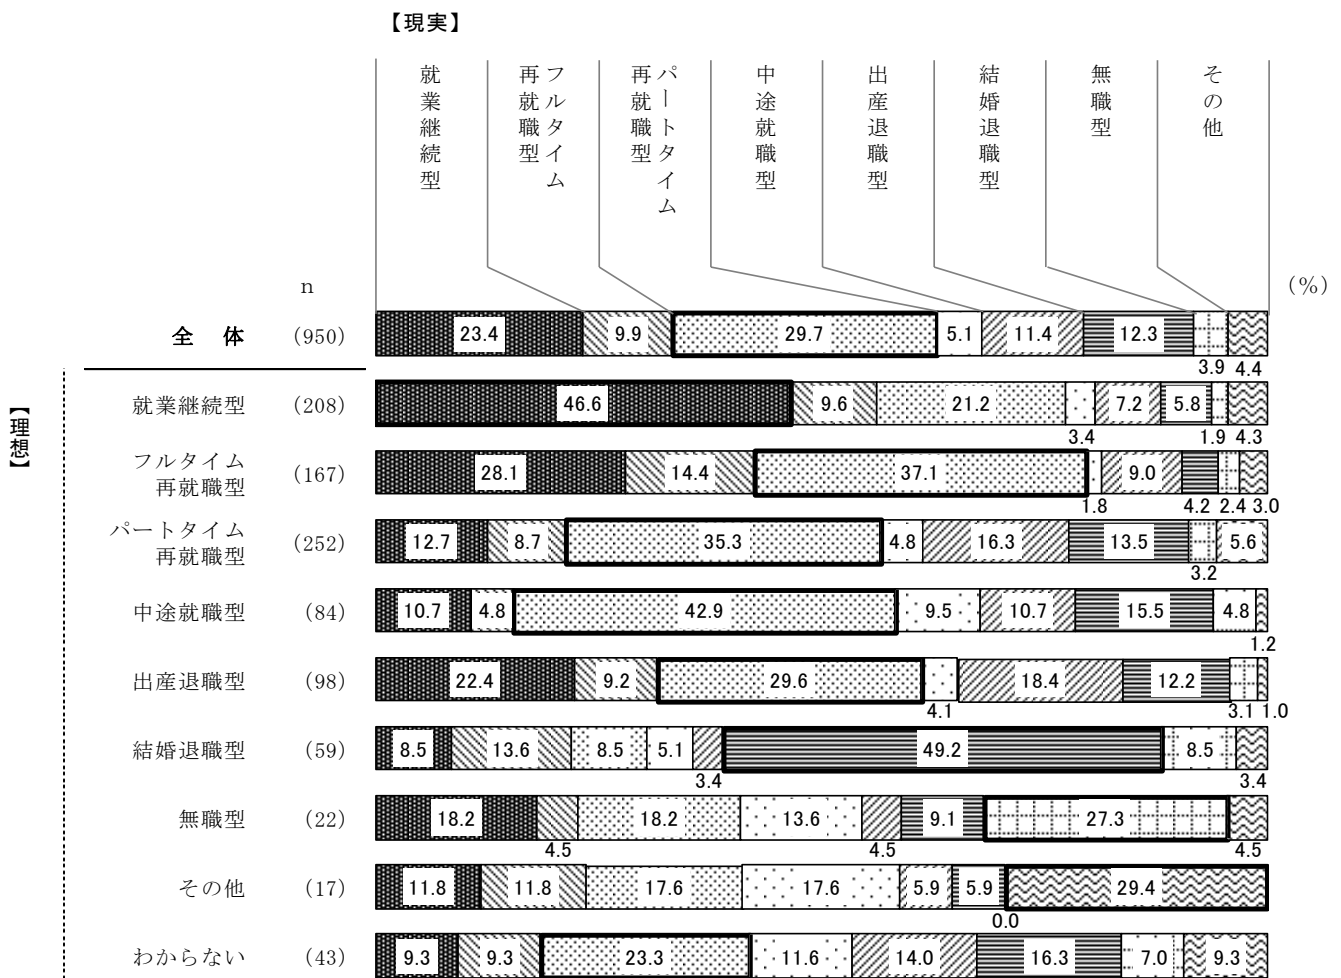 【現実】
就業継続型
フルタイム
再就職型
パートタイム
再就職型
中途就職型
出産退職型
結婚退職型
無職型
その他
n
(%)
全 体 (950) 23.4 9.9 29.7 5.1 11.4 12.3
3.9 4.4
【理想】
就業継続型 (208) 46.6 9.6 21.2 7.2 5.8
3.4 1.9 4.3
フルタイム
再就職型 (167) 28.1 14.4 37.1 9.0
1.8 4.2 2.4 3.0
パートタイム
再就職型 (252) 12.7 8.7 35.3 4.8 16.3 13.5 5.6
3.2
中途就職型 (84) 10.7 4.8 42.9 9.5 10.7 15.5 4.8
1.2
出産退職型 (98) 22.4 9.2 29.6 18.4 12.2
4.1 3.1 1.0
結婚退職型 (59) 8.5 13.6 8.5 5.1 49.2 8.5
3.4 3.4
無職型 (22) 18.2 18.2 13.6 9.1 27.3
4.5 4.5 4.5
その他 (17) 11.8 11.8 17.6 17.6 5.9 5.9 29.4
0.0
わからない (43) 9.3 9.3 23.3 11.6 14.0 16.3 7.0 9.3